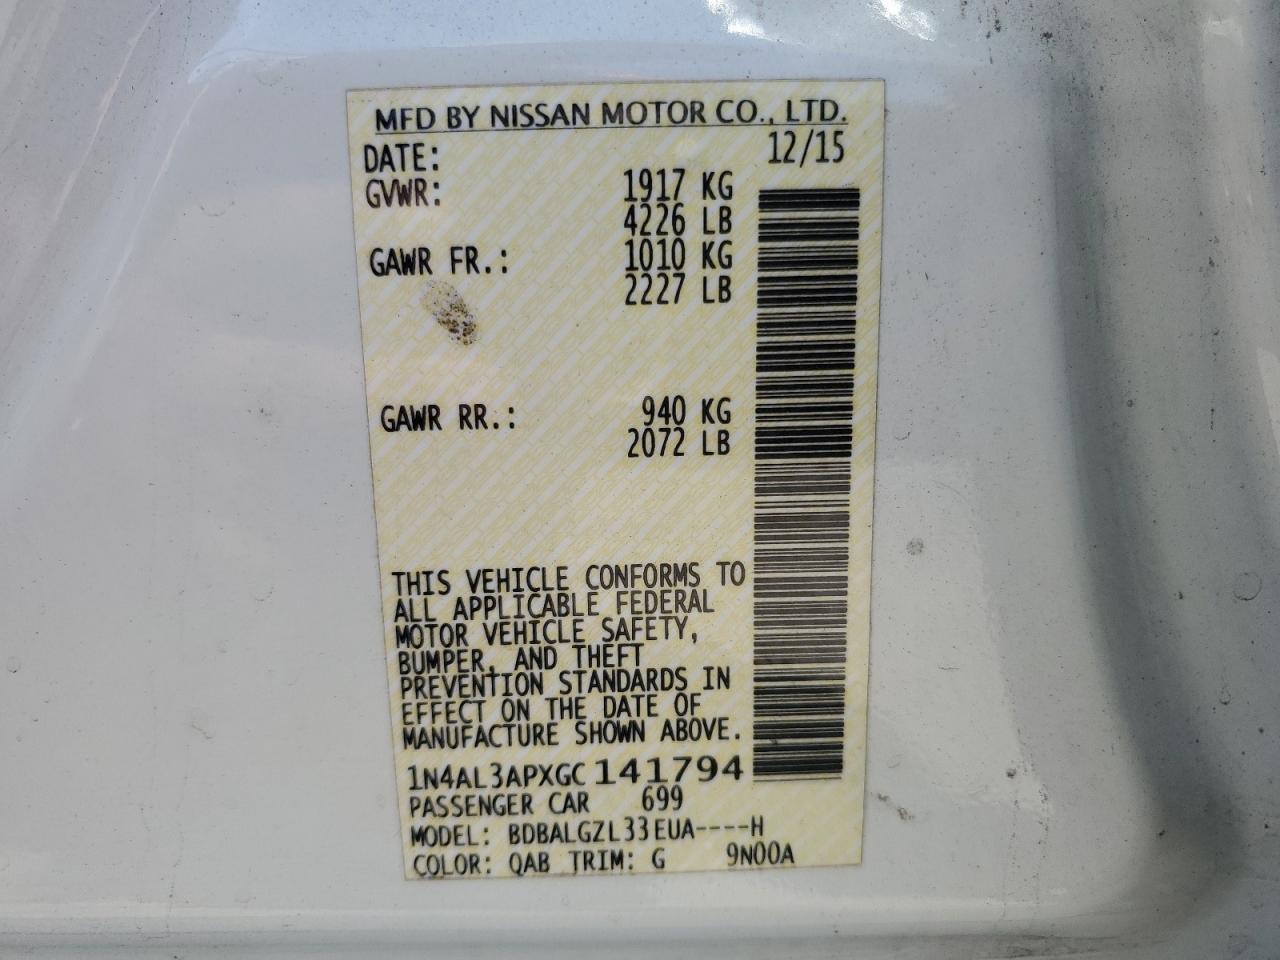 MFD BY NISSAN MOTOR CO., LTD.
DATE: 12/15
GVWR: 1917 KG
4226 LB
GAWR FR.: 1010 KG
2227 LB
GAWR RR.: 940 KG
2072 LB
THIS VEHICLE CONFORMS TO
ALL APPLICABLE FEDERAL
MOTOR VEHICLE SAFETY,
BUMPER, AND THEFT
PREVENTION STANDARDS IN
EFFECT ON THE DATE OF
MANUFACTURE SHOWN ABOVE.
1N4AL3APXGC141794
PASSENGER CAR 699
MODEL: BDBALGZL33EUA----H
COLOR: QAB TRIM: G 9N00A